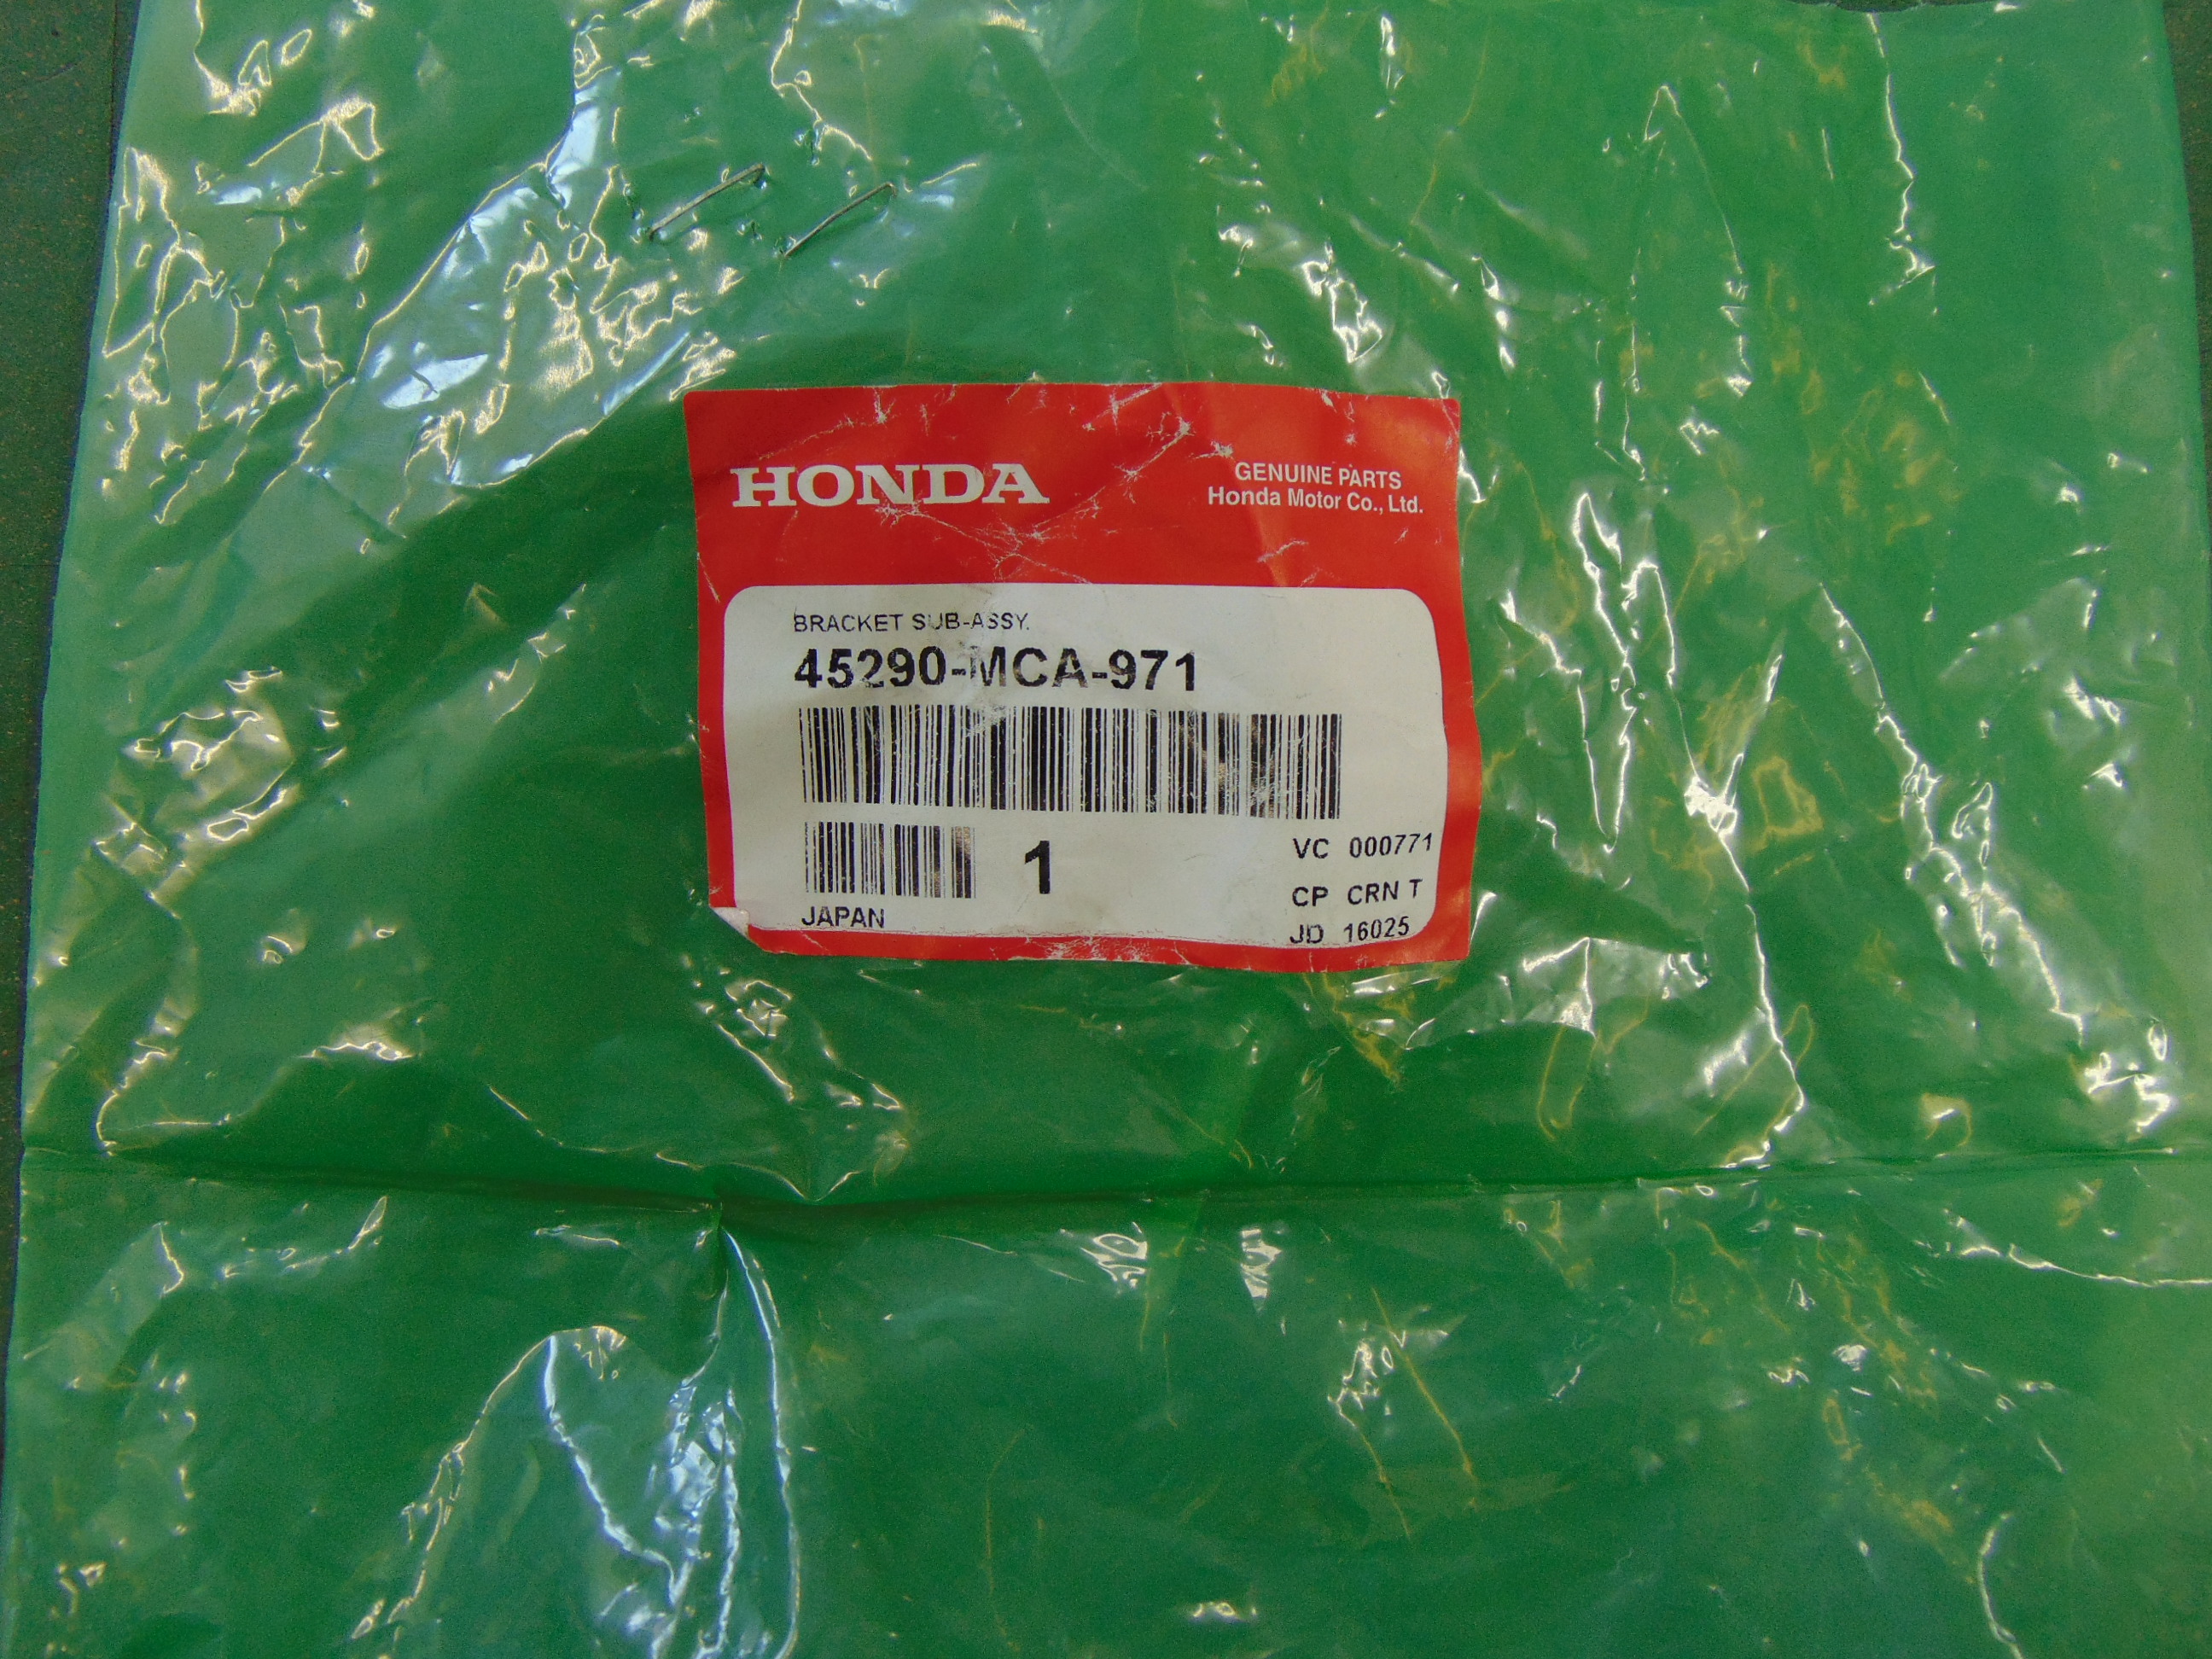 HONDA
GENUINE PARTS
Honda Motor Co., Ltd.
BRACKET SUB-ASSY.
45290-MCA-971
1
VC 000771
CP CRN T
JAPAN
JD 16025